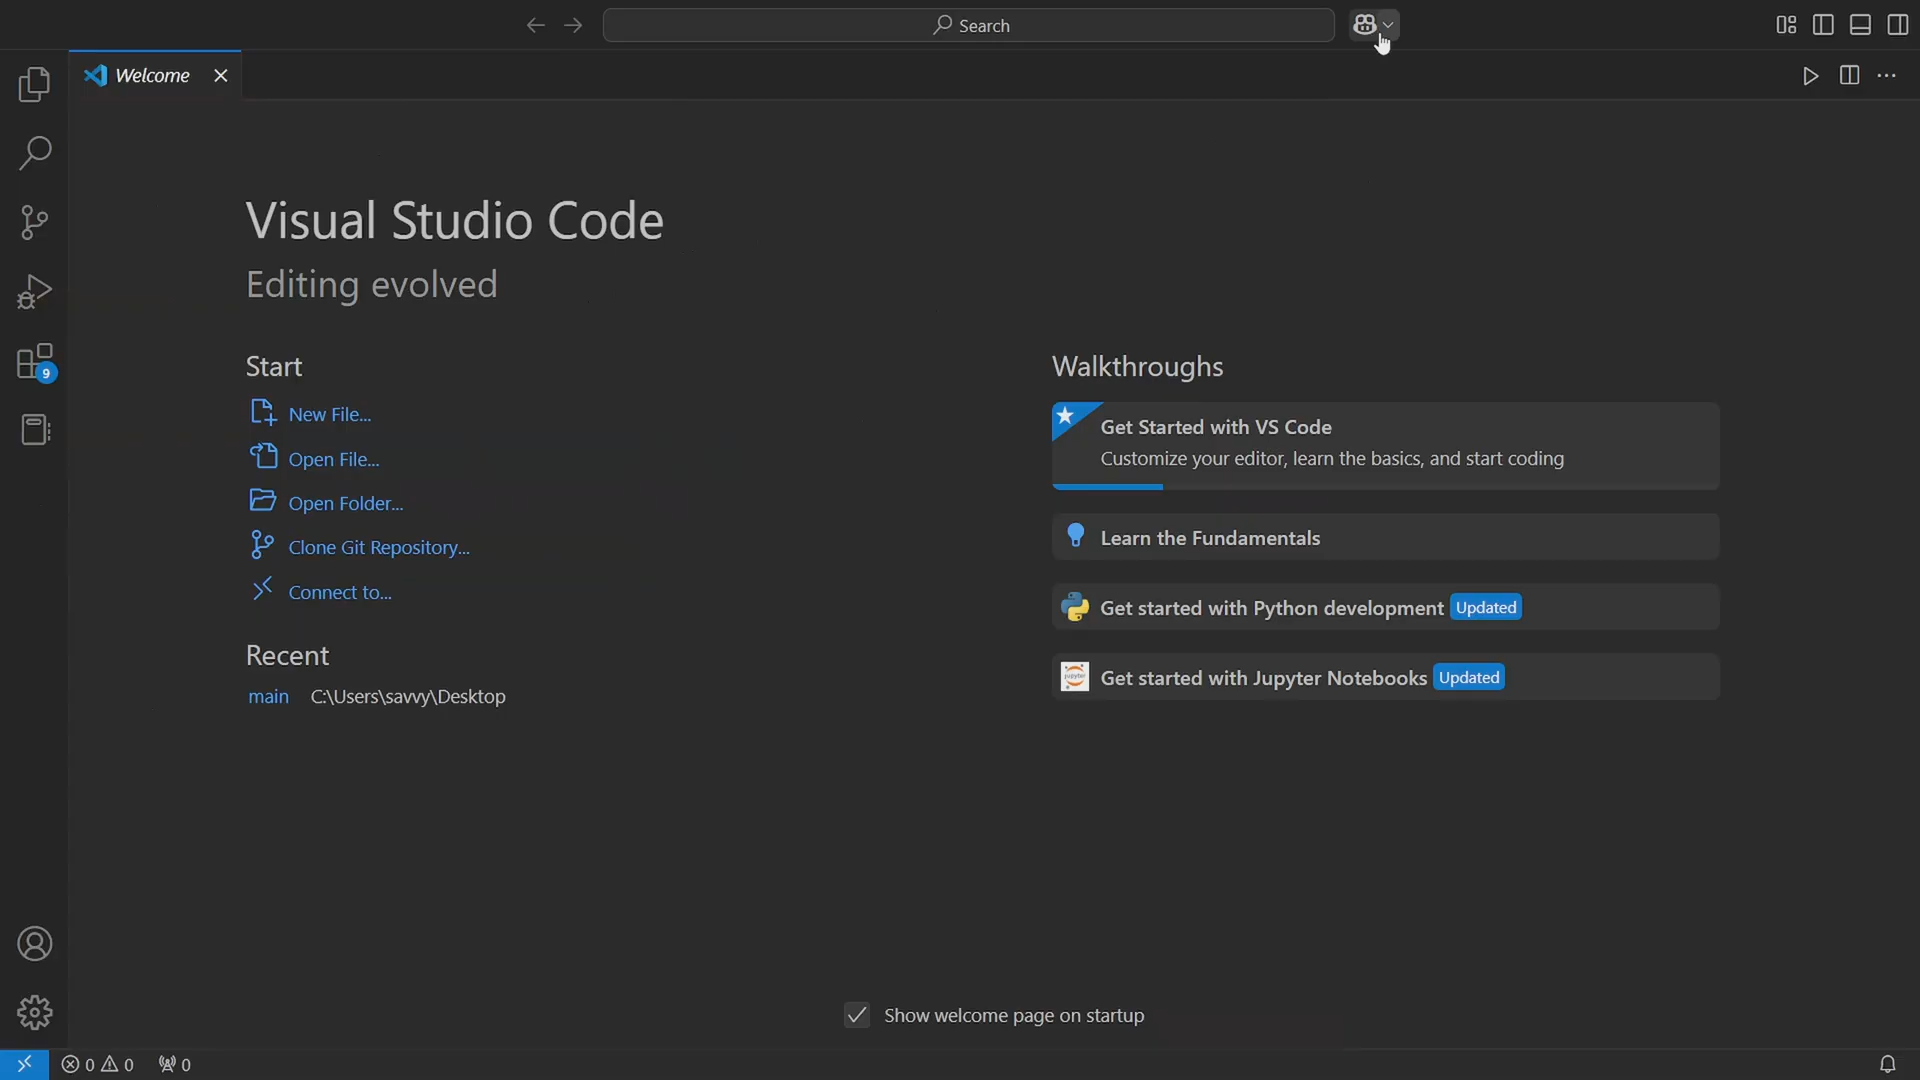 Search
Welcome
Visual Studio Code
Editing evolved
Start
New File...
Open File...
Open Folder...
Clone Git Repository...
Connect to...
Recent
main C:\Users\savvy\Desktop
Walkthroughs
Get Started with VS Code
Customize your editor, learn the basics, and start coding
Learn the Fundamentals
Get started with Python development Updated
jupyter
Get started with Jupyter Notebooks Updated
9
Show welcome page on startup
0 0 0